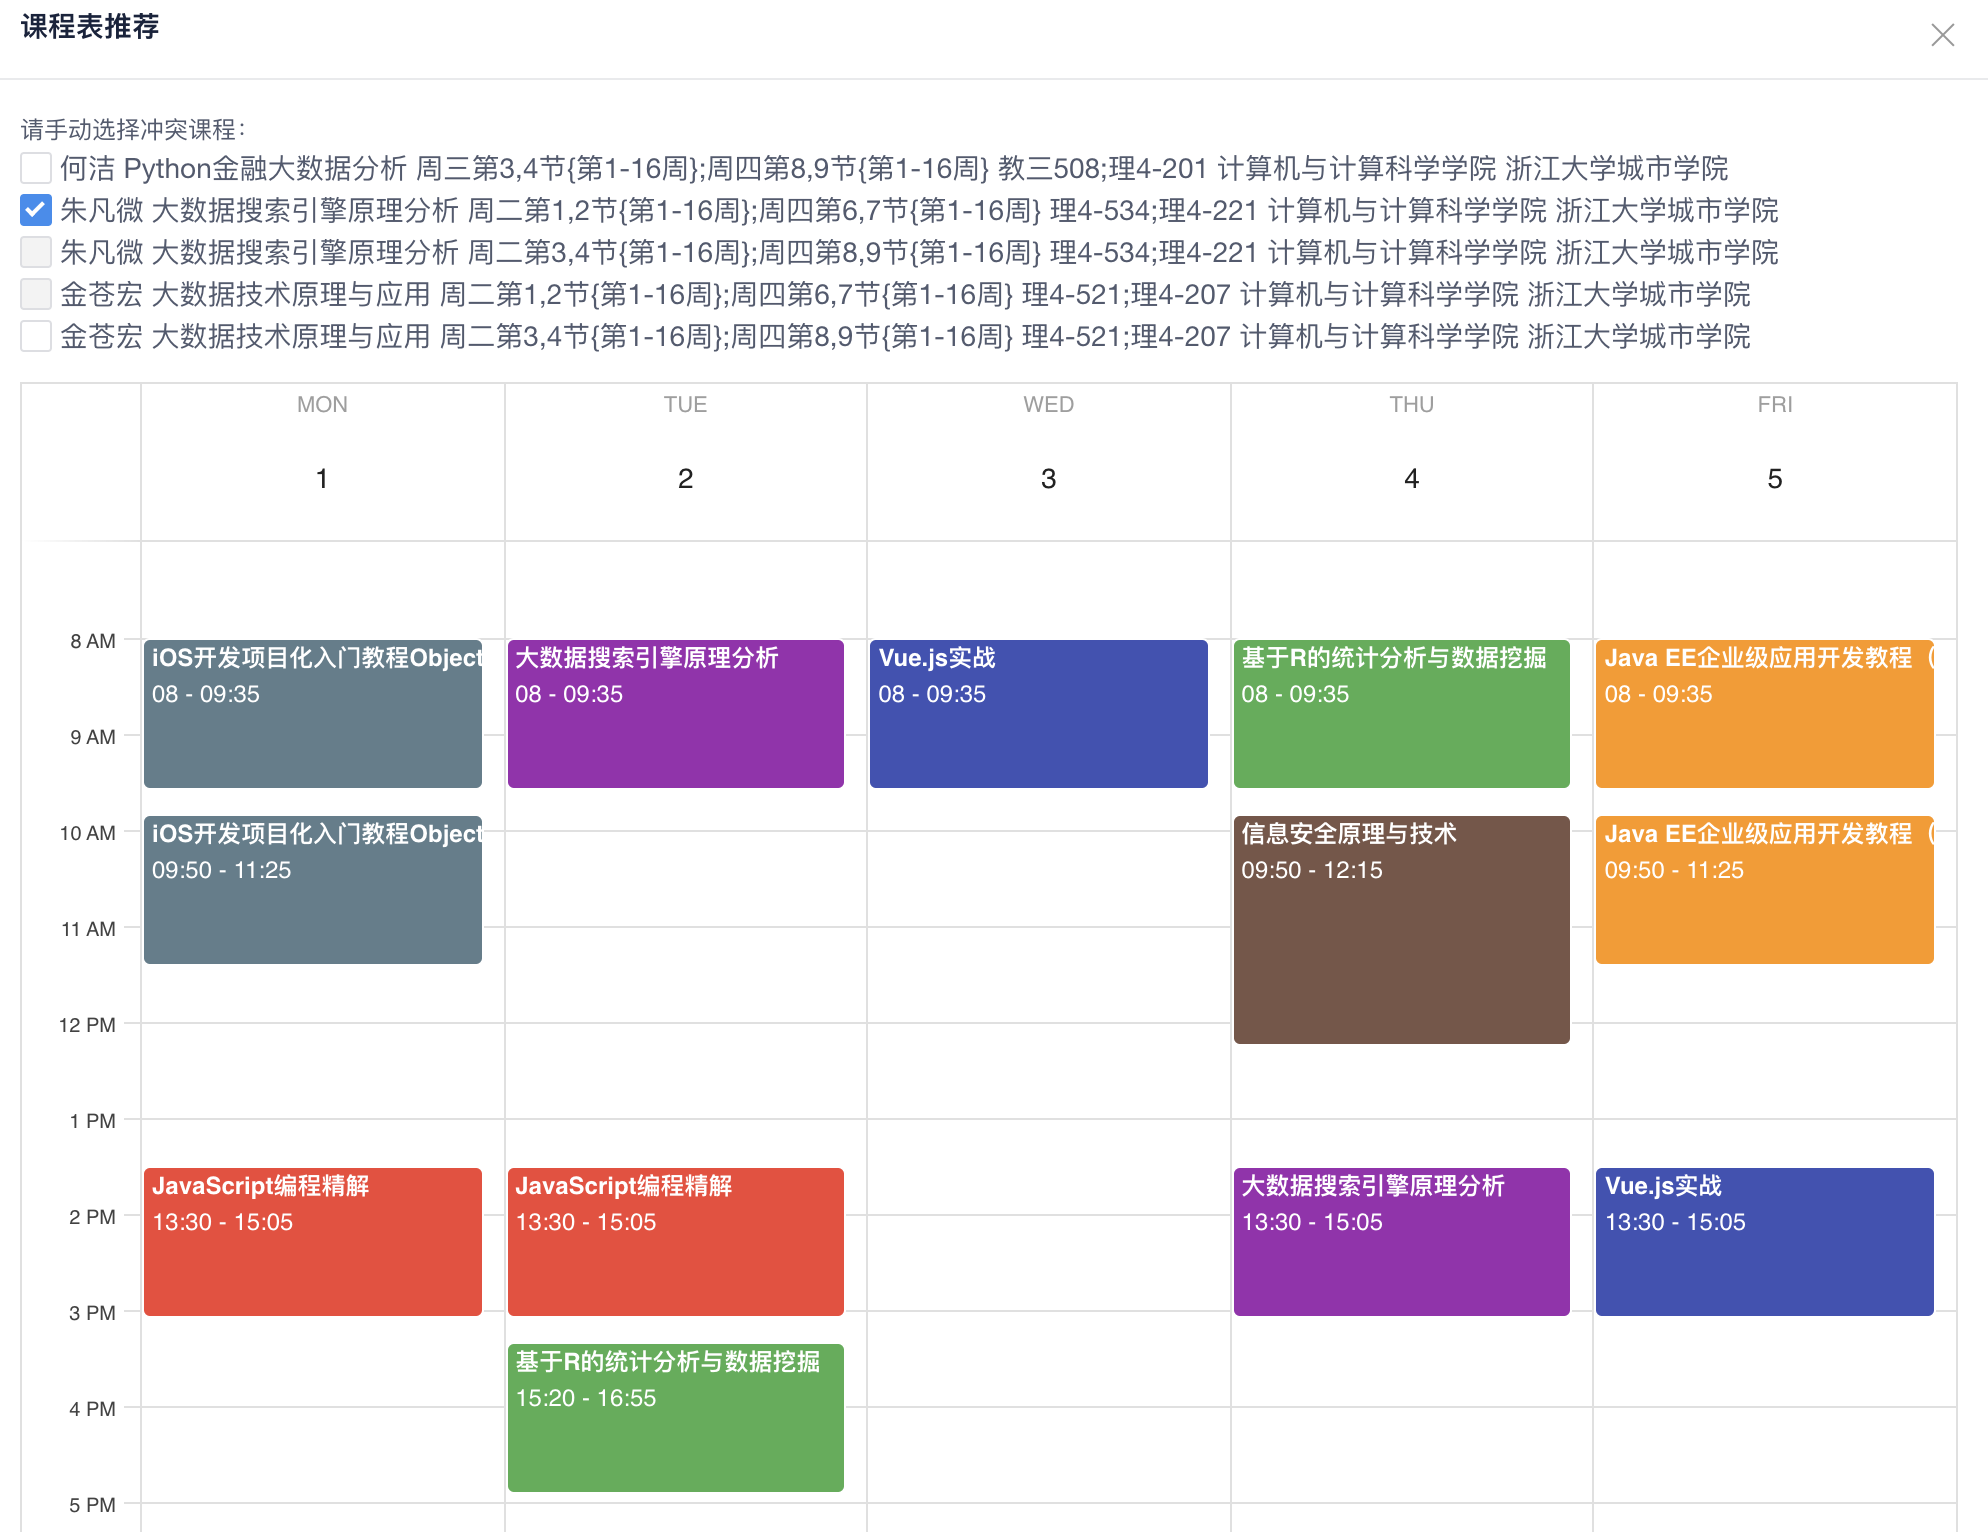 课程表推荐
请手动选择冲突课程：
何洁 Python金融大数据分析 周三第3,4节{第1-16周};周四第8,9节{第1-16周} 教三508;理4-201 计算机与计算科学学院 浙江大学城市学院
朱凡微 大数据搜索引擎原理分析 周二第1,2节{第1-16周};周四第6,7节{第1-16周} 理4-534;理4-221 计算机与计算科学学院 浙江大学城市学院
朱凡微 大数据搜索引擎原理分析 周二第3,4节{第1-16周};周四第8,9节{第1-16周} 理4-534;理4-221 计算机与计算科学学院 浙江大学城市学院
金苍宏 大数据技术原理与应用 周二第1,2节{第1-16周};周四第6,7节{第1-16周} 理4-521;理4-207 计算机与计算科学学院 浙江大学城市学院
金苍宏 大数据技术原理与应用 周二第3,4节{第1-16周};周四第8,9节{第1-16周} 理4-521;理4-207 计算机与计算科学学院 浙江大学城市学院
MON TUE WED THU FRI
1 2 3 4 5
8 AM
iOS开发项目化入门教程Object 大数据搜索引擎原理分析 Vue.js实战 基于R的统计分析与数据挖掘 Java EE企业级应用开发教程（
08 - 09:35 08 - 09:35 08 - 09:35 08 - 09:35 08 - 09:35
9 AM
10 AM
iOS开发项目化入门教程Object 信息安全原理与技术 Java EE企业级应用开发教程（
09:50 - 11:25 09:50 - 12:15 09:50 - 11:25
11 AM
12 PM
1 PM
JavaScript编程精解 JavaScript编程精解 大数据搜索引擎原理分析 Vue.js实战
2 PM
13:30 - 15:05 13:30 - 15:05 13:30 - 15:05 13:30 - 15:05
3 PM
基于R的统计分析与数据挖掘
15:20 - 16:55
4 PM
5 PM